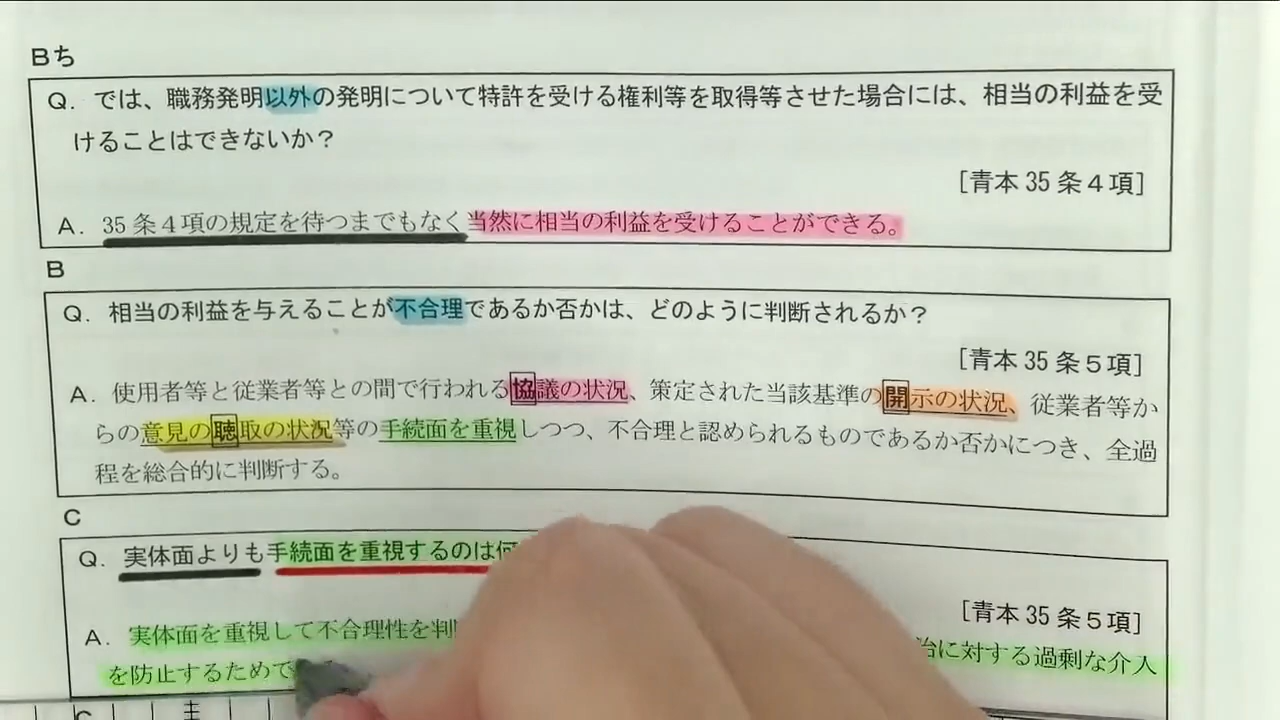 Bち
Q. では、職務発明以外の発明について特許を受ける権利等を取得等させた場合には、相当の利益を受
けることはできないか？
[青本 35 条４項]
A. 35 条４項の規定を待つまでもなく当然に相当の利益を受けることができる。
B
Q. 相当の利益を与えることが不合理であるか否かは、どのように判断されるか？
[青本 35 条５項]
A. 使用者等と従業者等との間で行われる協議の状況、策定された当該基準の開示の状況、従業者等か
らの意見の聴取の状況等の手続面を重視しつつ、不合理と認められるものであるか否かにつき、全過
程を総合的に判断する。
C
Q. 実体面よりも手続面を重視するのは何
[青本 35 条５項]
A. 実体面を重視して不合理性を判 治に対する過剰な介入
を防止するためで